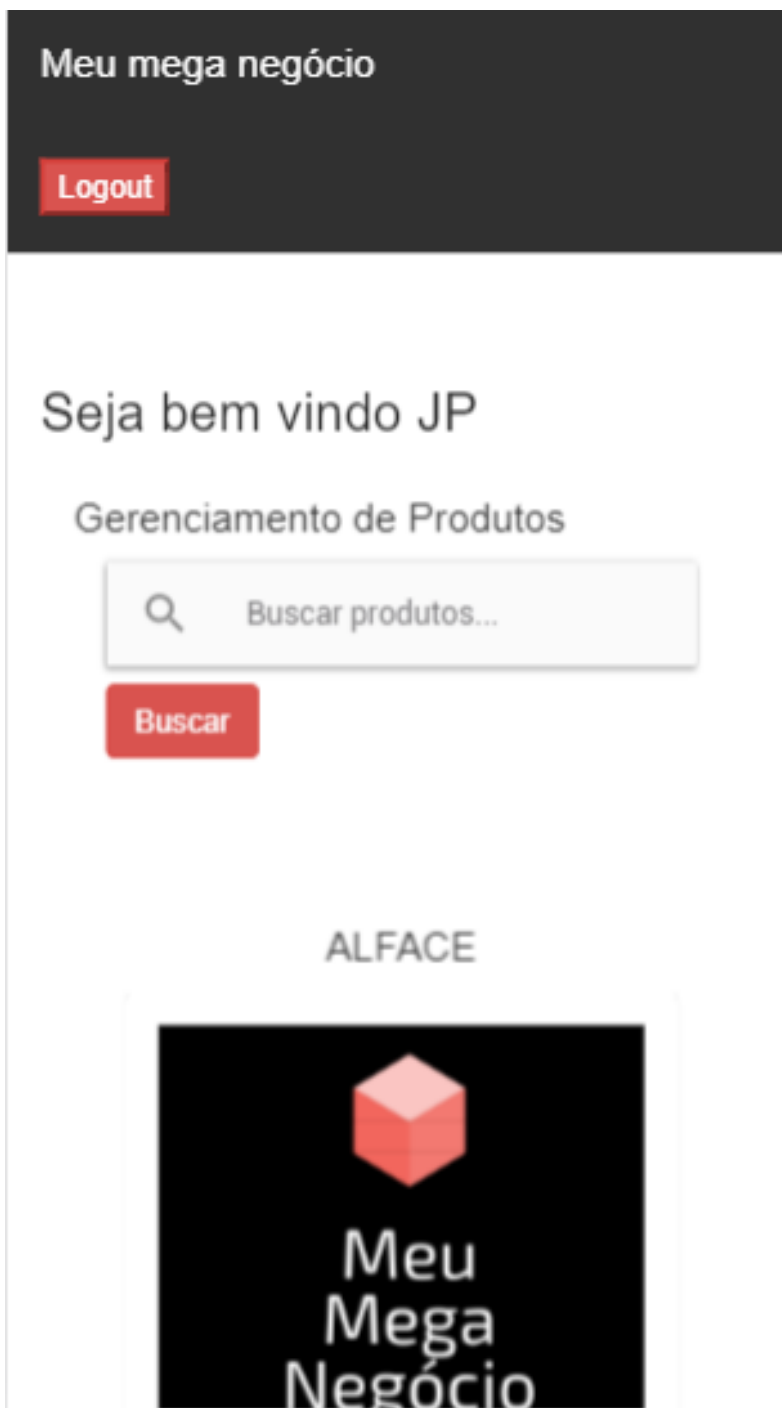 Meu mega negócio
Logout
Seja bem vindo JP
Gerenciamento de Produtos
Buscar produtos...
Buscar
ALFACE
Meu
Mega
Negócio